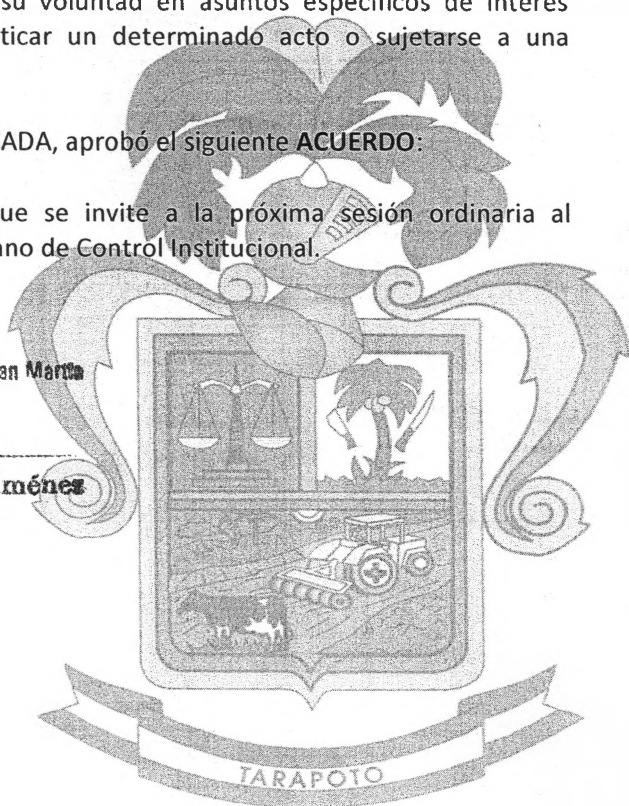 su voluntad en asuntos específicos de interés
ticar un determinado acto o sujetarse a una
CADA, aprobó el siguiente ACUERDO:
ue se invite a la próxima sesión ordinaria al
ano de Control Institucional.
an Martín
ménez
TARAPOTO